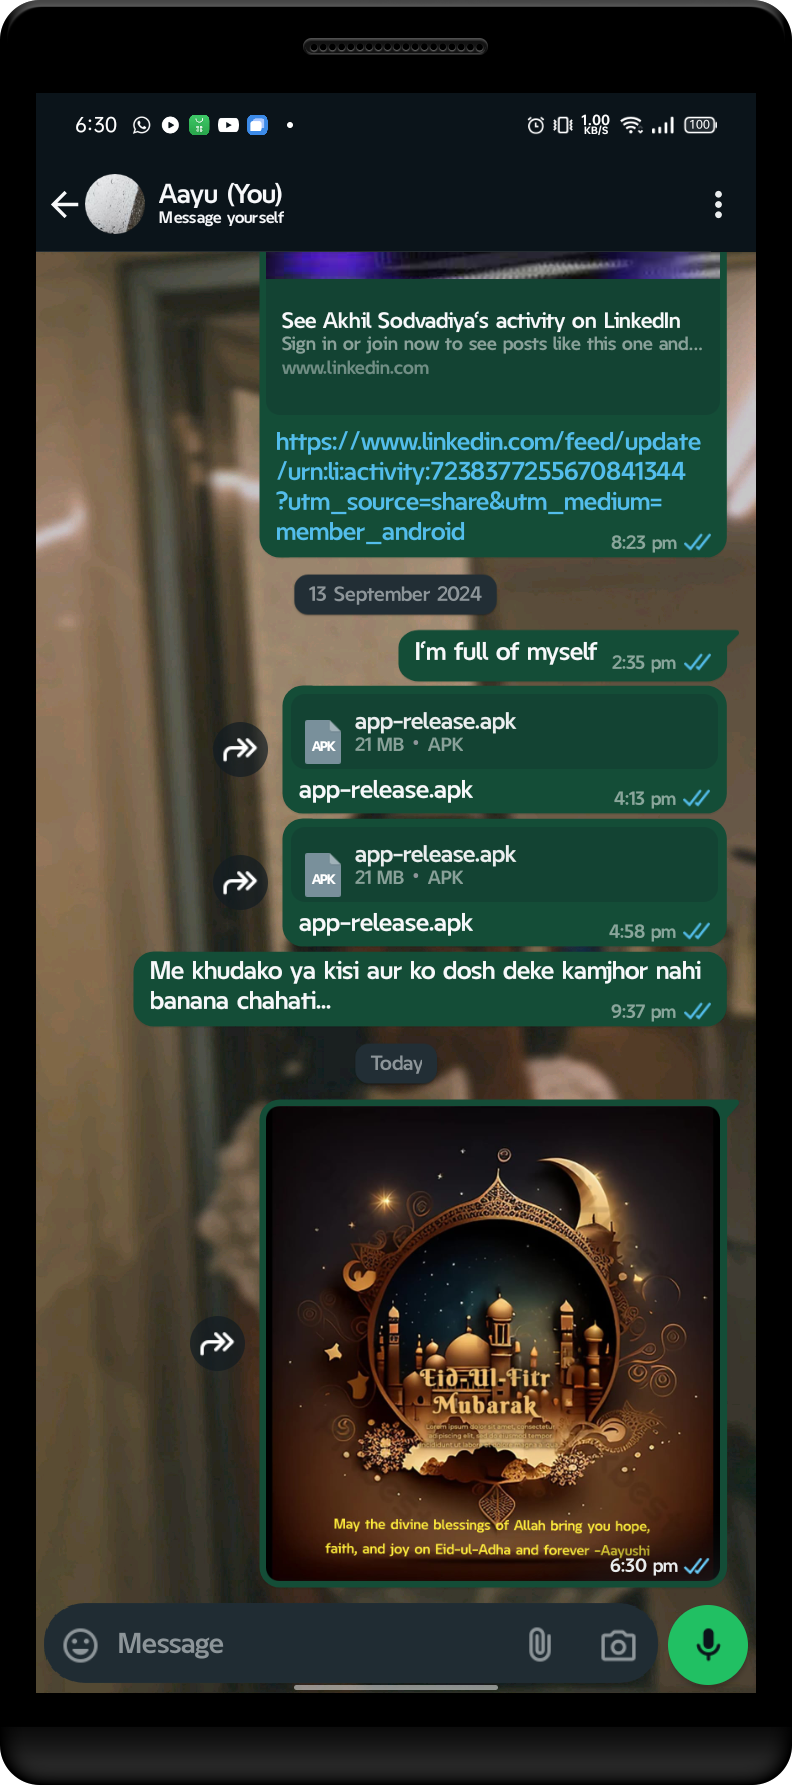 6:30
1.00
KB/S
100
Aayu (You)
Message yourself
See Akhil Sodvadiya's activity on LinkedIn
Sign in or join now to see posts like this one and...
www.linkedin.com
https://www.linkedin.com/feed/update
/urn:li:activity:7238377255670841344
?utm_source=share&utm_medium=
member_android
8:23 pm
13 September 2024
I'm full of myself
2:35 pm
app-release.apk
APK
21 MB • APK
app-release.apk
4:13 pm
app-release.apk
APK
21 MB • APK
app-release.apk
4:58 pm
Me khudako ya kisi aur ko dosh deke kamjhor nahi
banana chahati...
9:37 pm
Today
Eid-Ul-Fitr
Mubarak
Lorem ipsum dolor sit amet, consectetur
adipiscing elit, sed do eiusmod tempor
May the divine blessings of Allah bring you hope,
faith, and joy on Eid-ul-Adha and forever -Aayushi
6:30 pm
Message